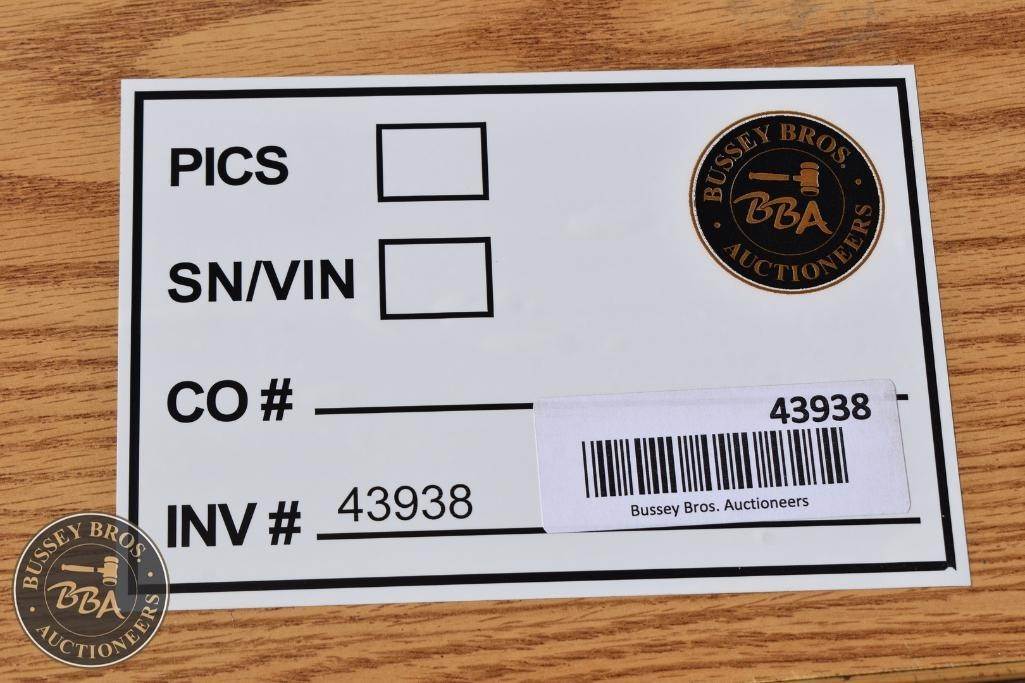 PICS
BUSSEY BROS.
BBA
AUCTIONEERS
SN/VIN
CO #
43938
Bussey Bros. Auctioneers
INV # 43938
BUSSEY BROS.
BBA
AUCTIONEERS